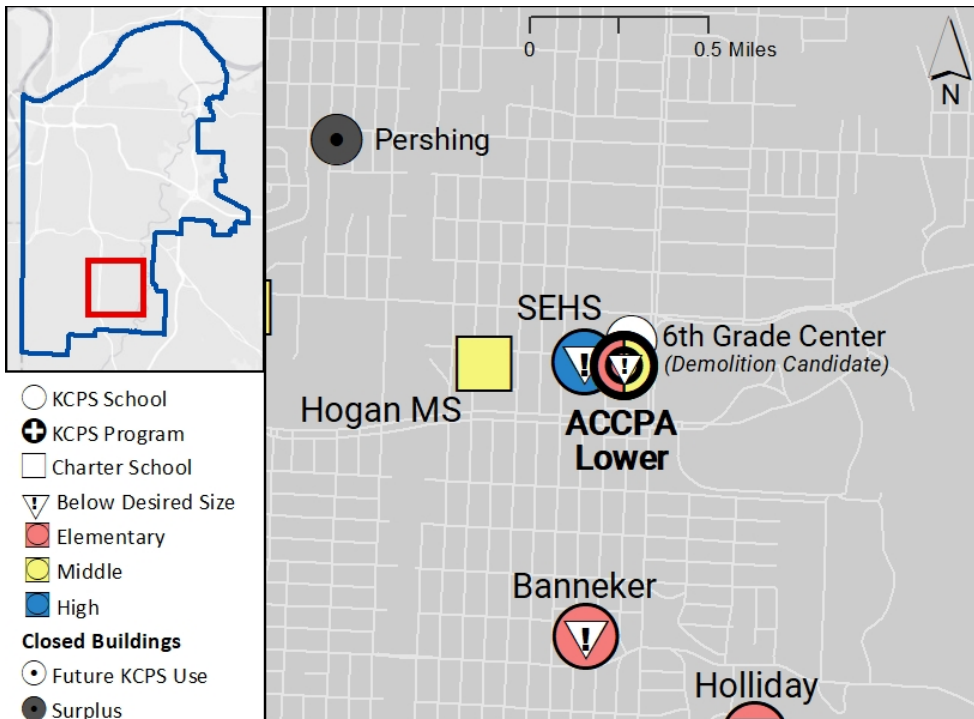 0
0.5 Miles
N
Pershing
SEHS
6th Grade Center
(Demolition Candidate)
Hogan MS
ACCPA
Lower
Banneker
Holliday
KCPS School
KCPS Program
Charter School
Below Desired Size
Elementary
Middle
High
Closed Buildings
Future KCPS Use
Surplus